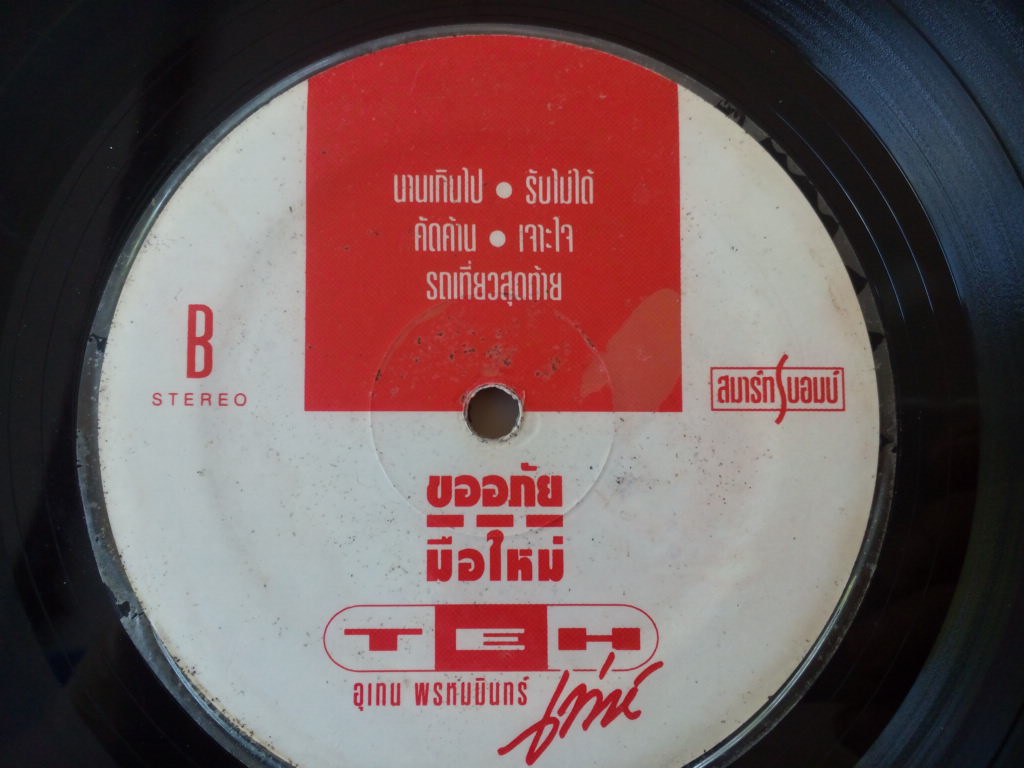 นานเกินไป ● รับไม่ได้
คัดค้าน ● เจาะใจ
รถเที่ยวสุดท้าย
B
STEREO
สมาร์ทบอมบ์
ขออภัย
มือใหม่
TEH
อุเทน พรหมมินทร์
เท่ห์